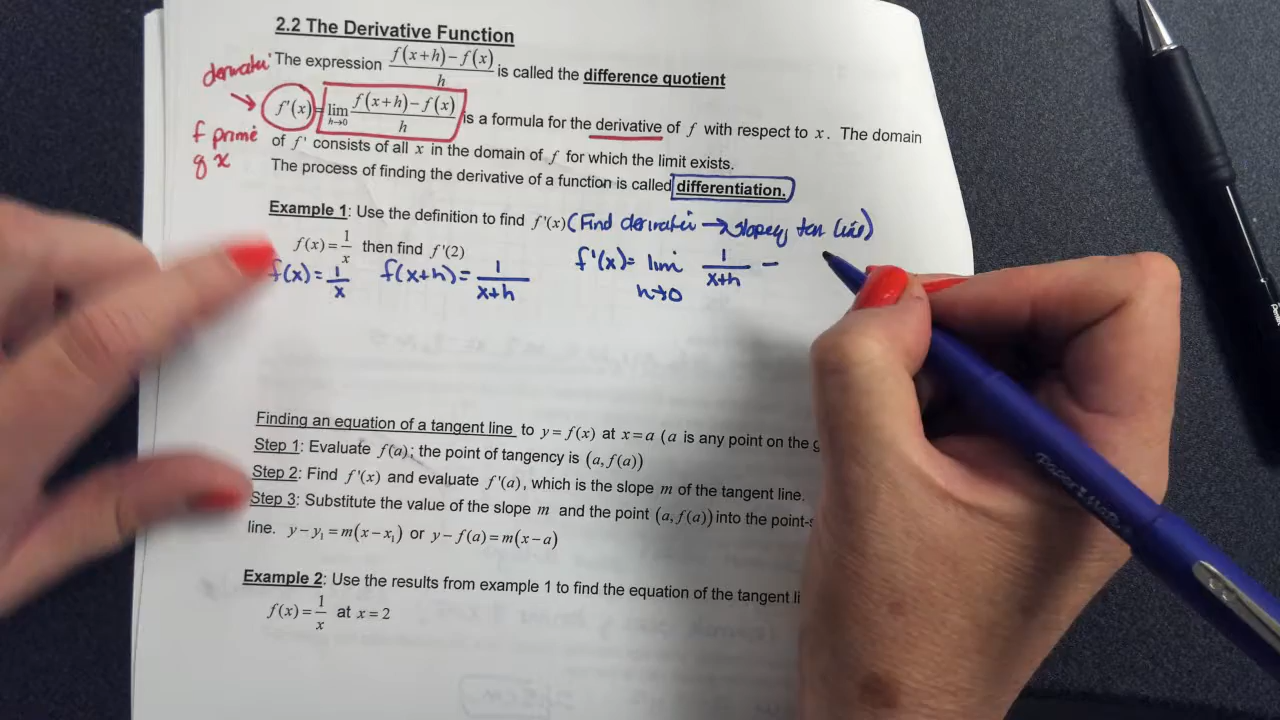 2.2 The Derivative Function
The expression f(x+h)−f(x)/h is called the difference quotient
f'(x) = lim h→0 f(x+h)−f(x)/h is a formula for the derivative of f with respect to x. The domain
f prime
of f' consists of all x in the domain of f for which the limit exists.
x
The process of finding the derivative of a function is called differentiation.
Example 1: Use the definition to find f'(x) (Find → tan line)
f(x) = 1/x then find f'(2)
f(x) = 1/x f(x+h) = 1/x+h f'(x) = lim h→0 1/x+h −
Finding an equation of a tangent line to y = f(x) at x = a (a is any point on the
Step 1: Evaluate f(a); the point of tangency is (a, f(a))
Step 2: Find f'(x) and evaluate f'(a), which is the slope m of the tangent line.
Step 3: Substitute the value of the slope m and the point (a, f(a)) into the point-
line. y − y₁ = m(x − x₁) or y − f(a) = m(x − a)
Example 2: Use the results from example 1 to find the equation of the tangent li
f(x) = 1/x at x = 2